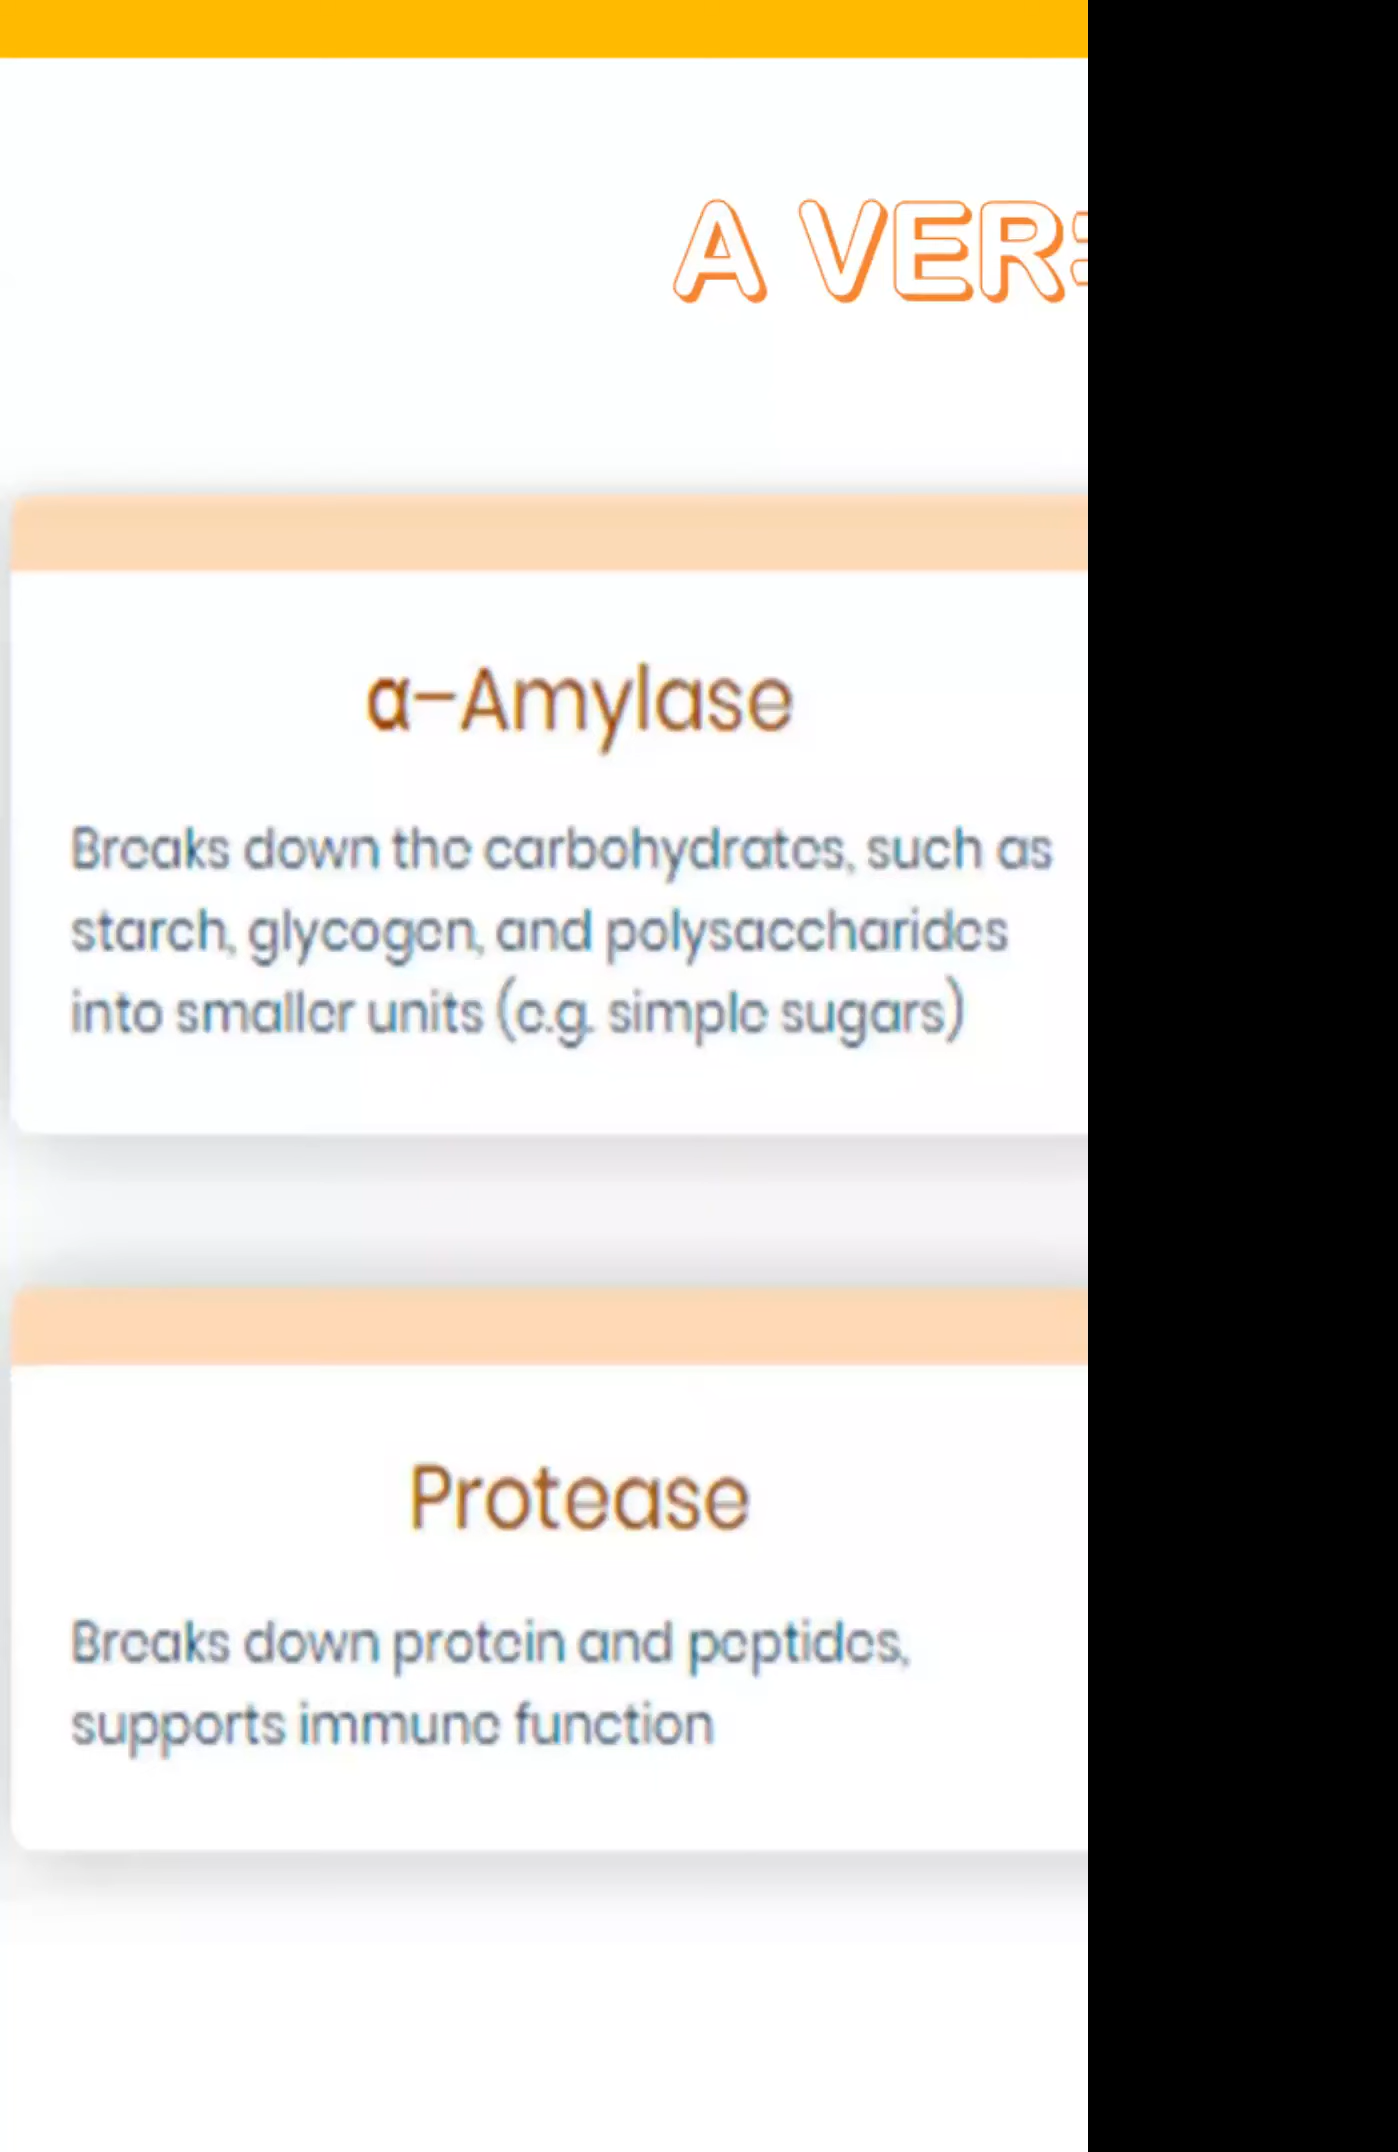 A VER
α-Amylase
Breaks down the carbohydrates, such as
starch, glycogen, and polysaccharides
into smaller units (e.g. simple sugars)
Protease
Breaks down protein and peptides,
supports immune function